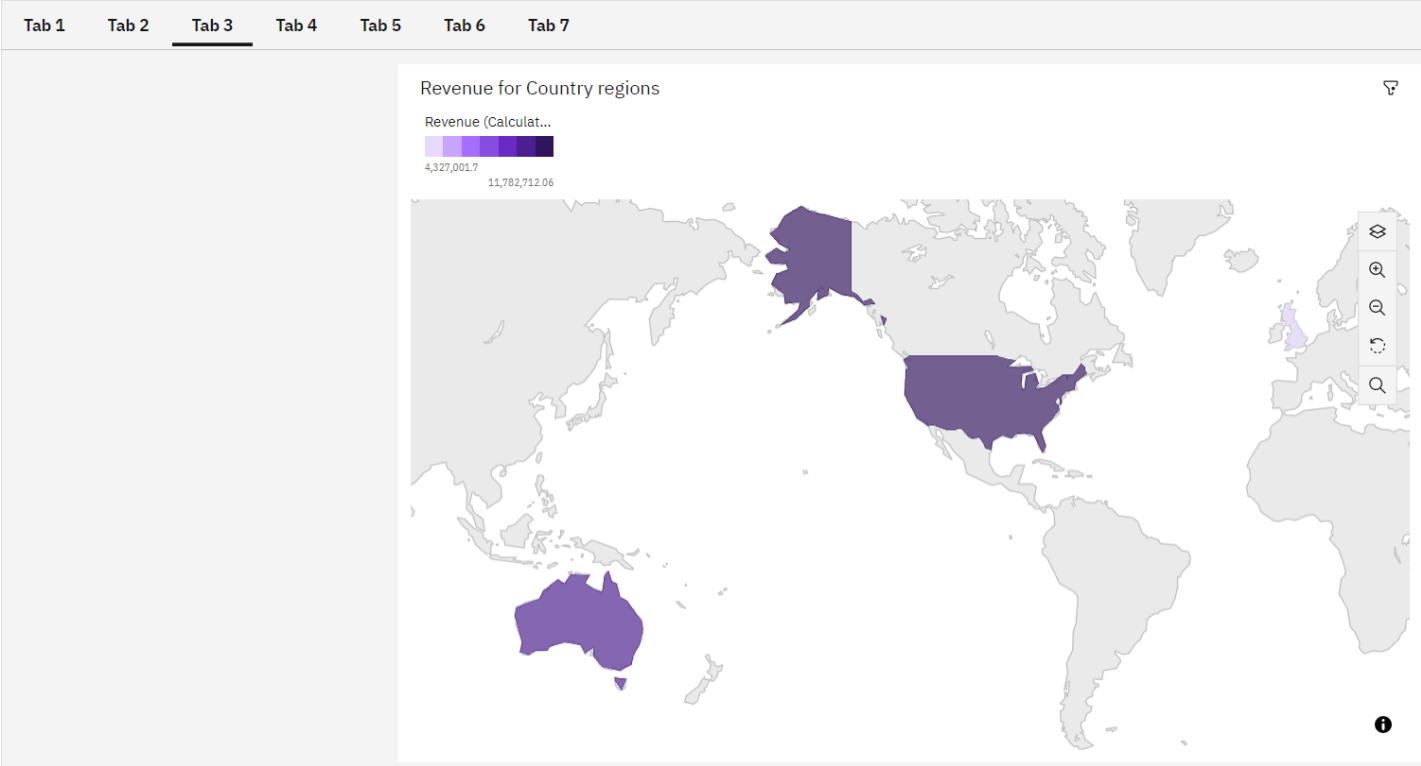 Tab 1 Tab 2 Tab 3 Tab 4 Tab 5 Tab 6 Tab 7
Revenue for Country regions
Revenue (Calculat...
4,327,001.7
11,782,712.06